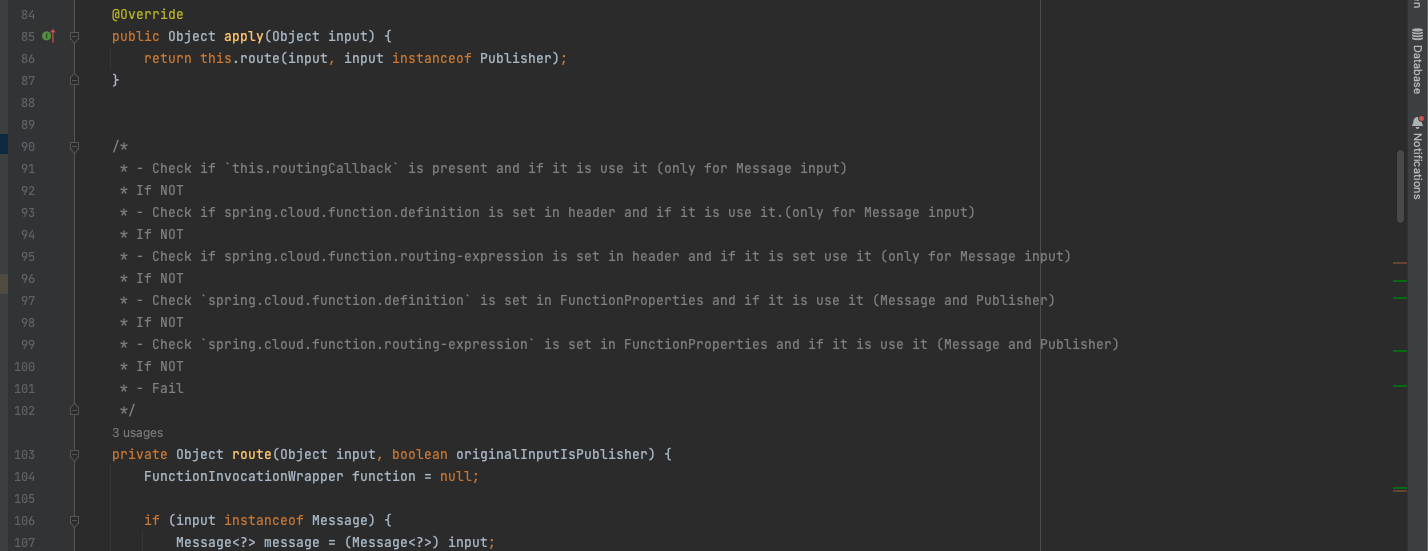 84 @Override
85 public Object apply(Object input) {
86 return this.route(input, input instanceof Publisher);
87 }
88
89
90 /*
91 * - Check if `this.routingCallback` is present and if it is use it (only for Message input)
92 * If NOT
93 * - Check if spring.cloud.function.definition is set in header and if it is use it.(only for Message input)
94 * If NOT
95 * - Check if spring.cloud.function.routing-expression is set in header and if it is set use it (only for Message input)
96 * If NOT
97 * - Check `spring.cloud.function.definition` is set in FunctionProperties and if it is use it (Message and Publisher)
98 * If NOT
99 * - Check `spring.cloud.function.routing-expression` is set in FunctionProperties and if it is use it (Message and Publisher)
100 * If NOT
101 * - Fail
102 */
3 usages
103 private Object route(Object input, boolean originalInputIsPublisher) {
104 FunctionInvocationWrapper function = null;
105
106 if (input instanceof Message) {
107 Message<?> message = (Message<?>) input;
Database
Notifications